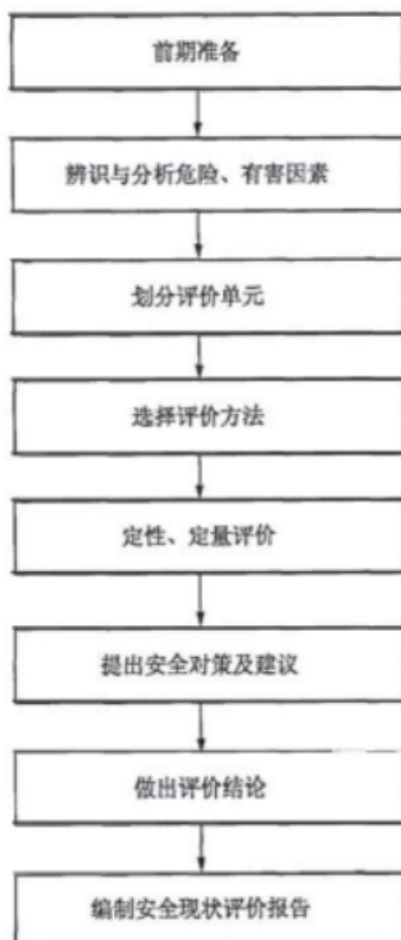 前期准备
辨识与分析危险、有害因素
划分评价单元
选择评价方法
定性、定量评价
提出安全对策及建议
做出评价结论
编制安全现状评价报告